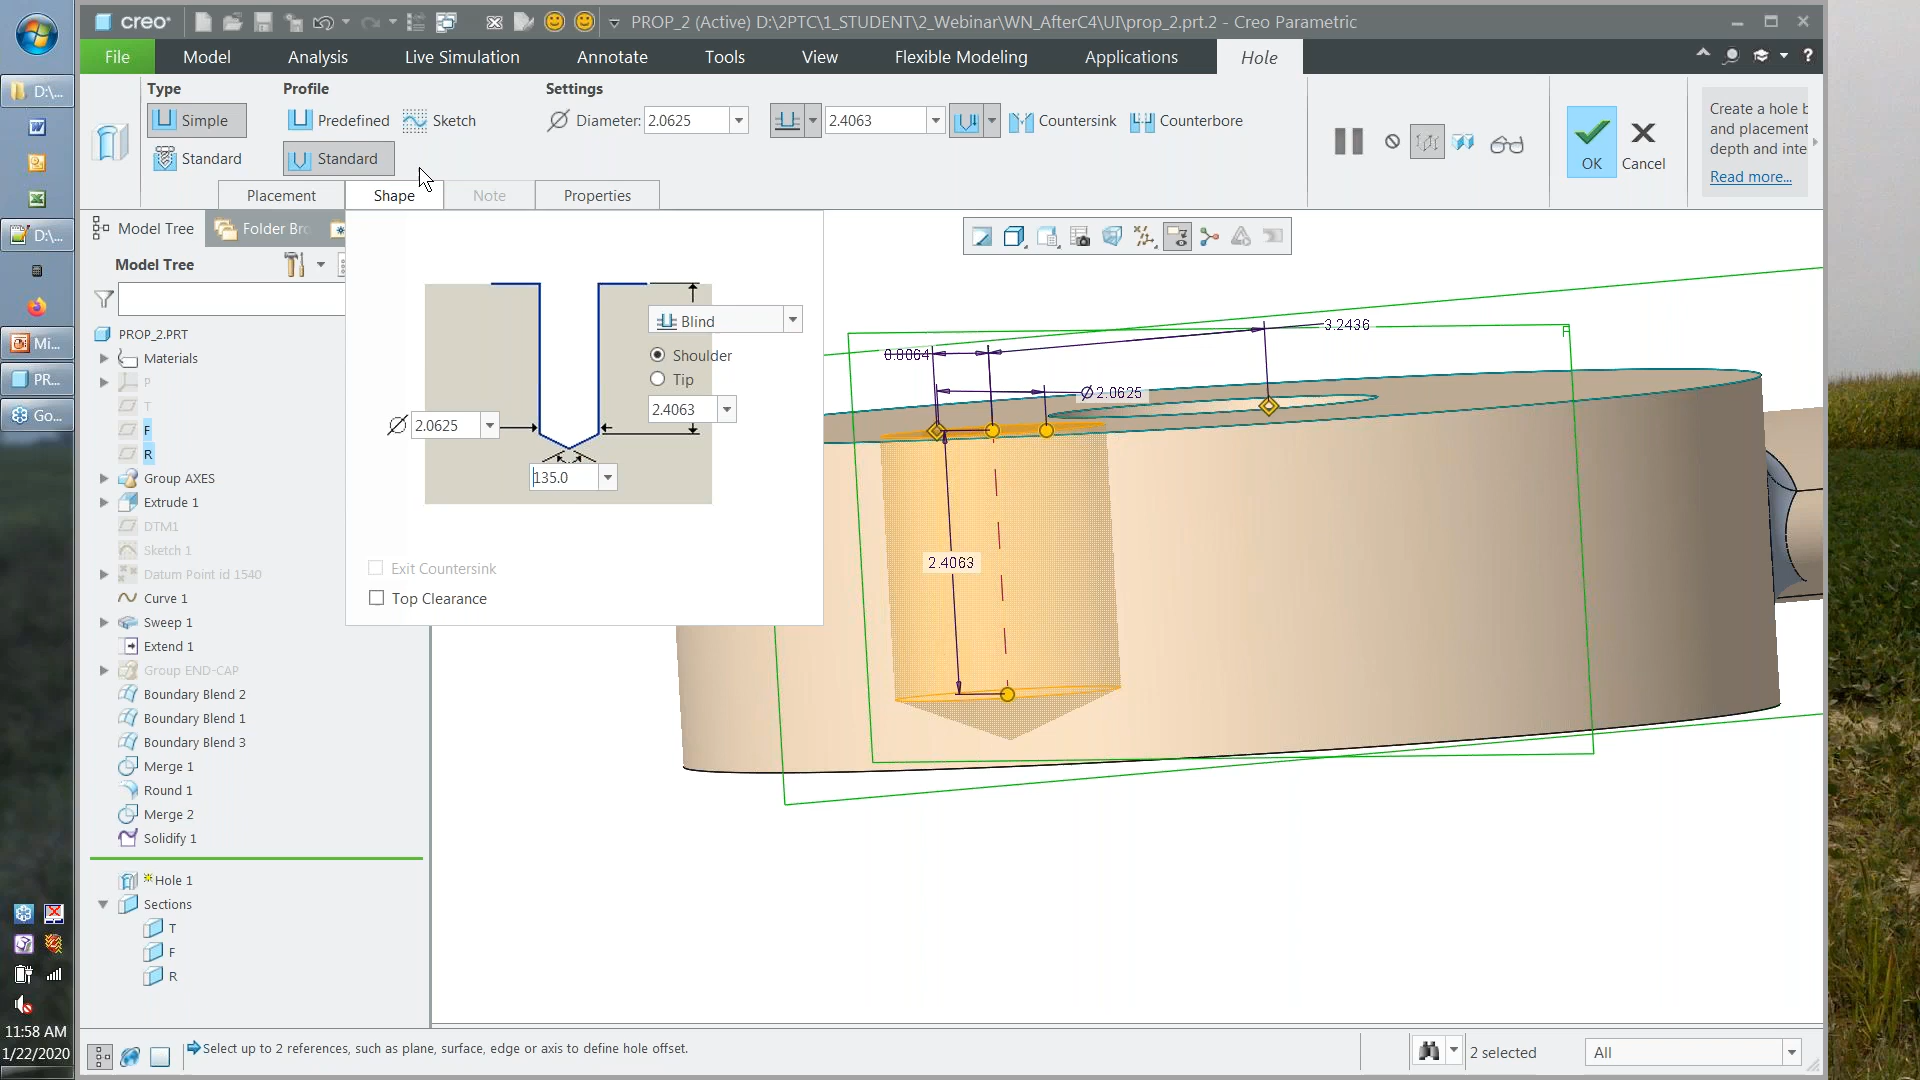 creo
PROP_2 (Active) D:\2PTC\1_STUDENT\2_Webinar\WN_AfterC4\UI\prop_2.prt.2 - Creo Parametric
File Model Analysis Live Simulation Annotate Tools View Flexible Modeling Applications Hole
Type Profile Settings
Simple Predefined Sketch Diameter: 2.0625 2.4063 Countersink Counterbore
Standard Standard
OK Cancel
Create a hole b
and placement
depth and inte
Read more...
Placement Shape Note Properties
Model Tree Folder Bro
Model Tree
PROP_2.PRT
Materials
P
T
F
R
Group AXES
Extrude 1
DTM1
Sketch 1
Datum Point id 1540
Curve 1
Sweep 1
Extend 1
Group END-CAP
Boundary Blend 2
Boundary Blend 1
Boundary Blend 3
Merge 1
Round 1
Merge 2
Solidify 1
Hole 1
Sections
T
F
R
Blind
Shoulder
Tip
2.4063
2.0625
135.0
Exit Countersink
Top Clearance
3.2436
0.8064
Ø2.0625
2.4063
F
Select up to 2 references, such as plane, surface, edge or axis to define hole offset.
2 selected
All
D:\...
D:\...
Mi...
PR...
Go...
11:58 AM
1/22/2020